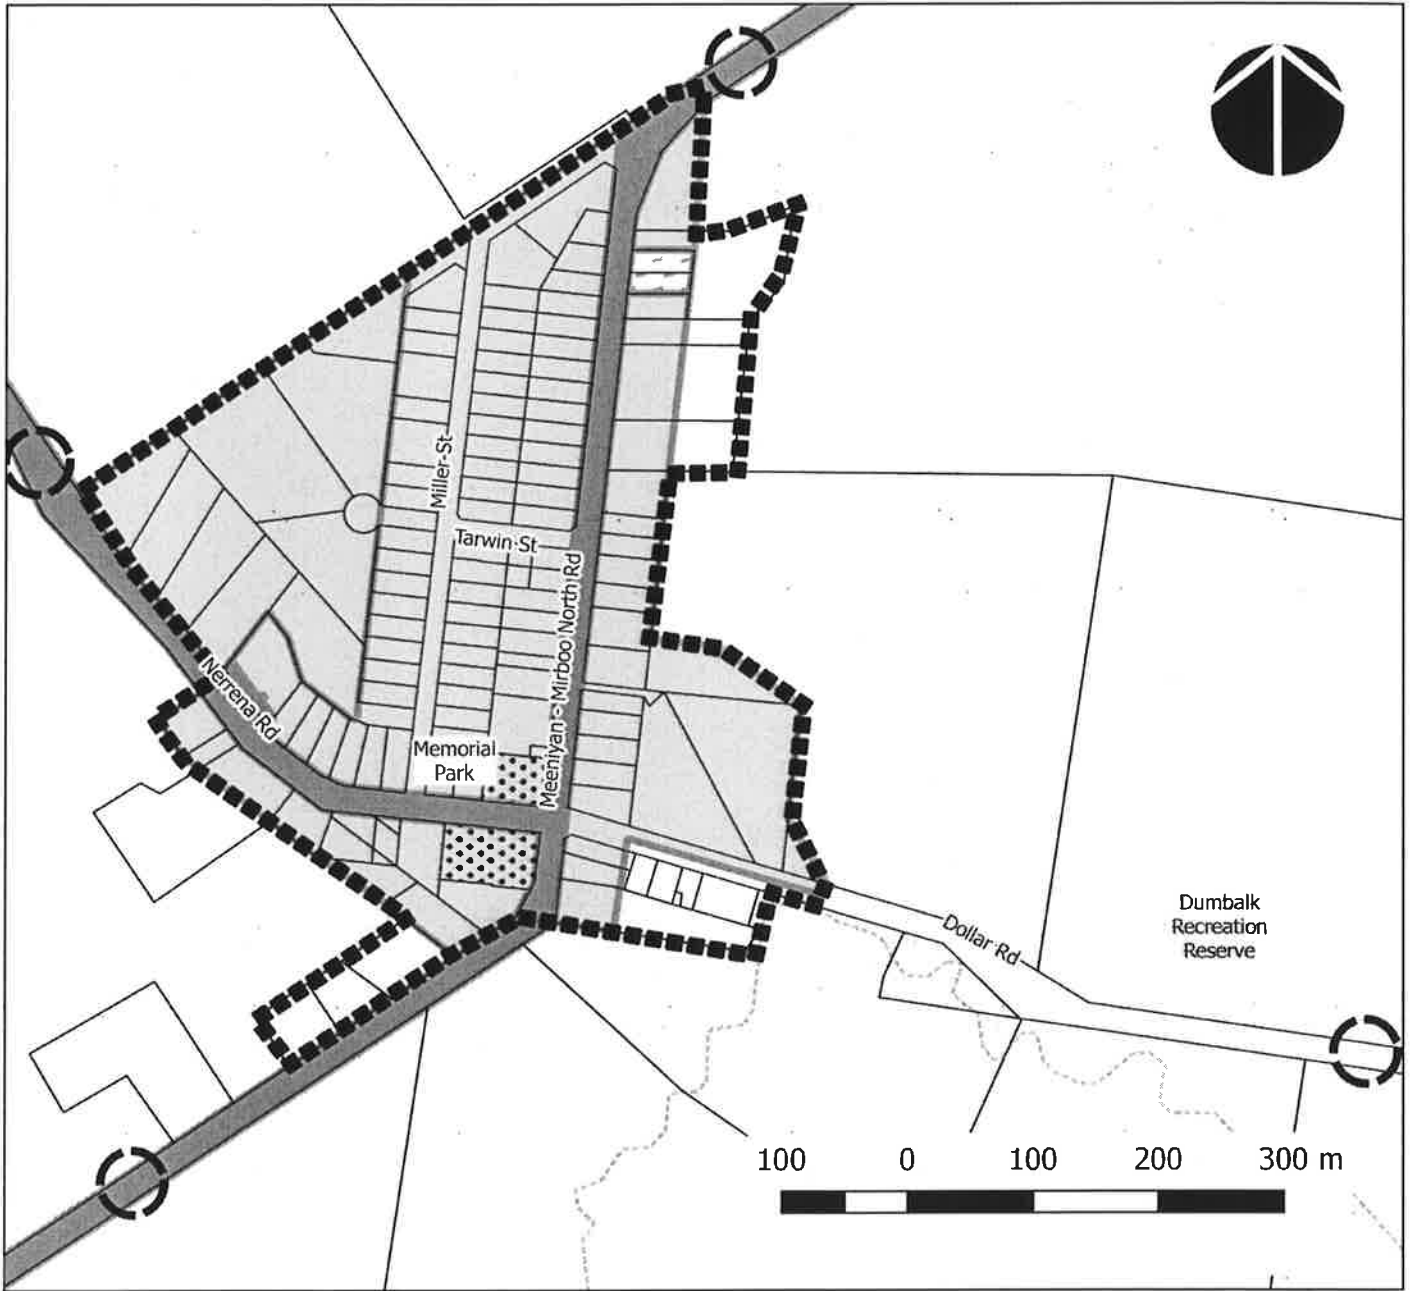 Miller St
Tarwin St
Meeniyan - Mirboo North Rd
Nerrena Rd
Memorial
Park
Dollar Rd
Dumbalk
Recreation
Reserve
100 0 100 200 300 m